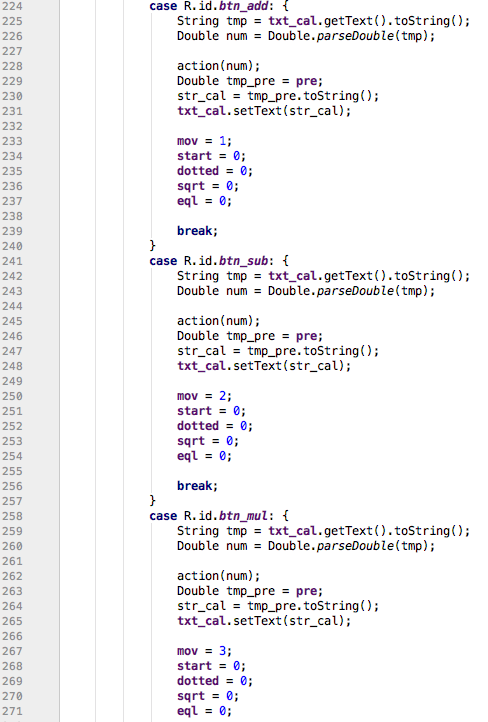 224 case R.id.btn_add: {
225 String tmp = txt_cal.getText().toString();
226 Double num = Double.parseDouble(tmp);
227
228 action(num);
229 Double tmp_pre = pre;
230 str_cal = tmp_pre.toString();
231 txt_cal.setText(str_cal);
232
233 mov = 1;
234 start = 0;
235 dotted = 0;
236 sqrt = 0;
237 eql = 0;
238
239 break;
240 }
241 case R.id.btn_sub: {
242 String tmp = txt_cal.getText().toString();
243 Double num = Double.parseDouble(tmp);
244
245 action(num);
246 Double tmp_pre = pre;
247 str_cal = tmp_pre.toString();
248 txt_cal.setText(str_cal);
249
250 mov = 2;
251 start = 0;
252 dotted = 0;
253 sqrt = 0;
254 eql = 0;
255
256 break;
257 }
258 case R.id.btn_mul: {
259 String tmp = txt_cal.getText().toString();
260 Double num = Double.parseDouble(tmp);
261
262 action(num);
263 Double tmp_pre = pre;
264 str_cal = tmp_pre.toString();
265 txt_cal.setText(str_cal);
266
267 mov = 3;
268 start = 0;
269 dotted = 0;
270 sqrt = 0;
271 eql = 0;